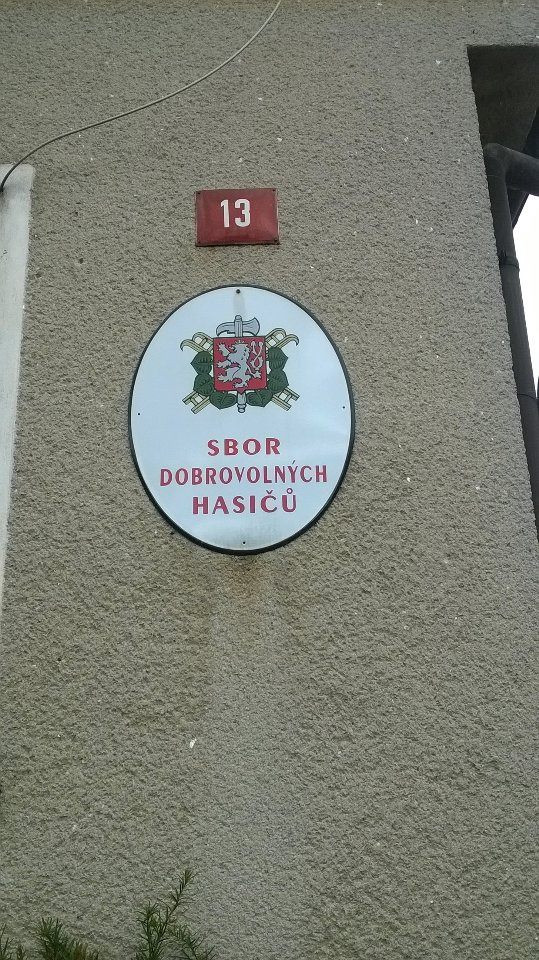 13
SBOR
DOBROVOLNÝCH
HASIČŮ